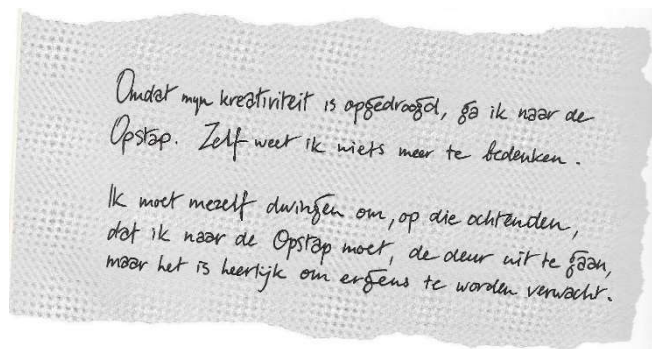 Omdat mijn kreativiteit is opgedroogd, ga ik naar de
Opstap. Zelf weet ik niets meer te bedenken.
Ik moet mezelf dwingen om, op die ochtenden,
dat ik naar de Opstap moet, de deur uit te gaan,
maar het is heerlijk om ergens te worden verwacht.